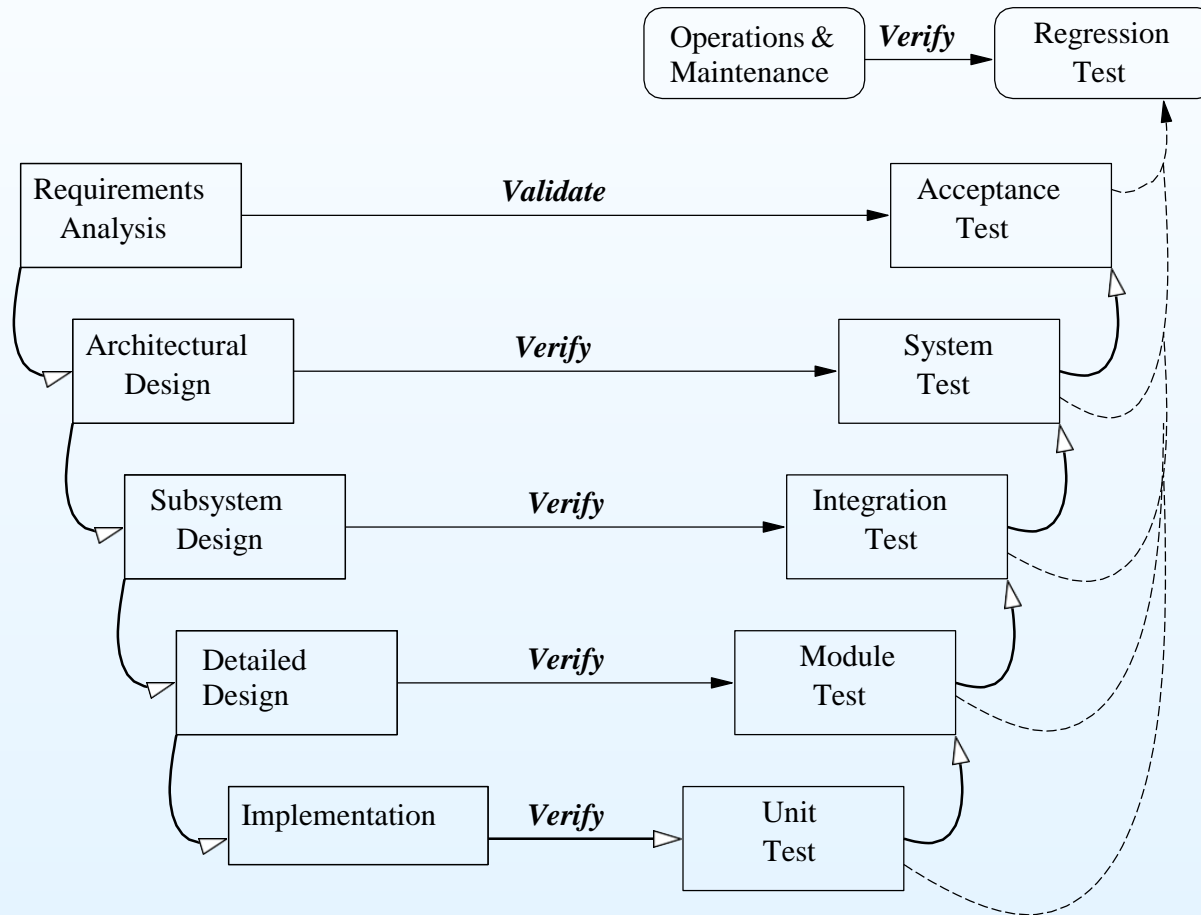 Operations &
Maintenance
Verify
Regression
Test
Requirements
Analysis
Validate
Acceptance
Test
Architectural
Design
Verify
System
Test
Subsystem
Design
Verify
Integration
Test
Detailed
Design
Verify
Module
Test
Implementation
Verify
Unit
Test